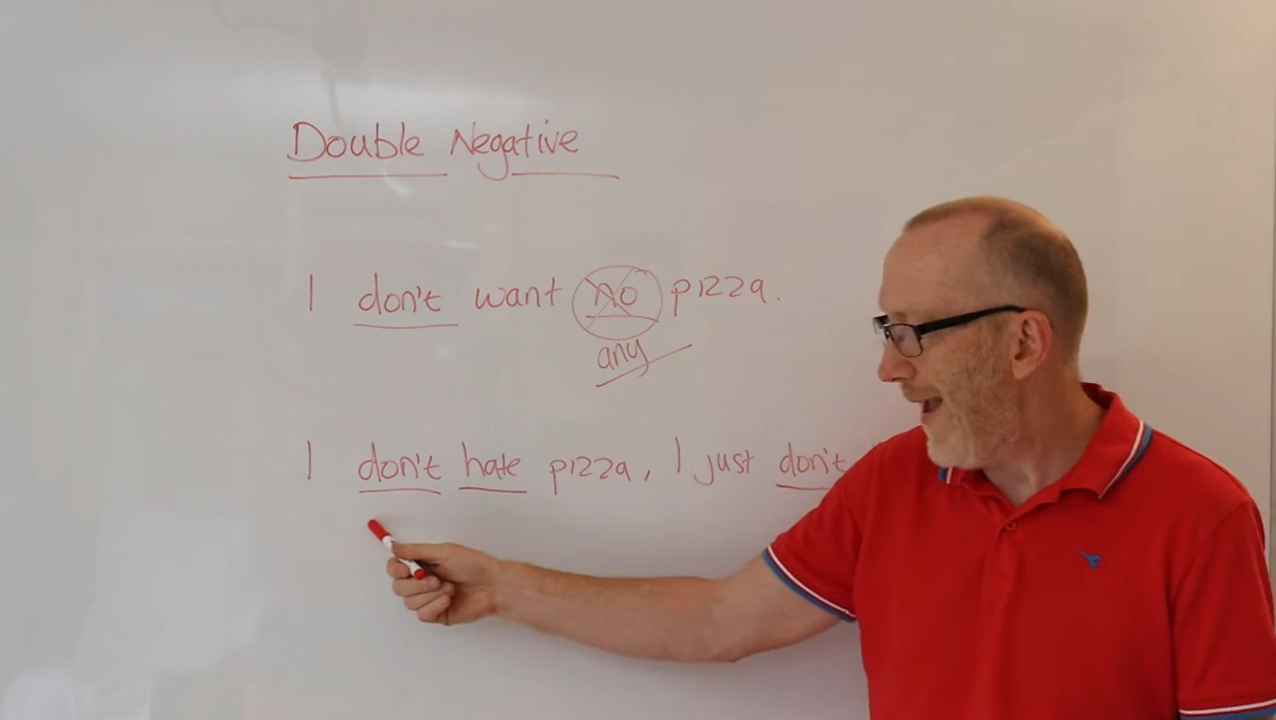 Double Negative
I don't want no pizza.
any
I don't hate pizza, I just don't